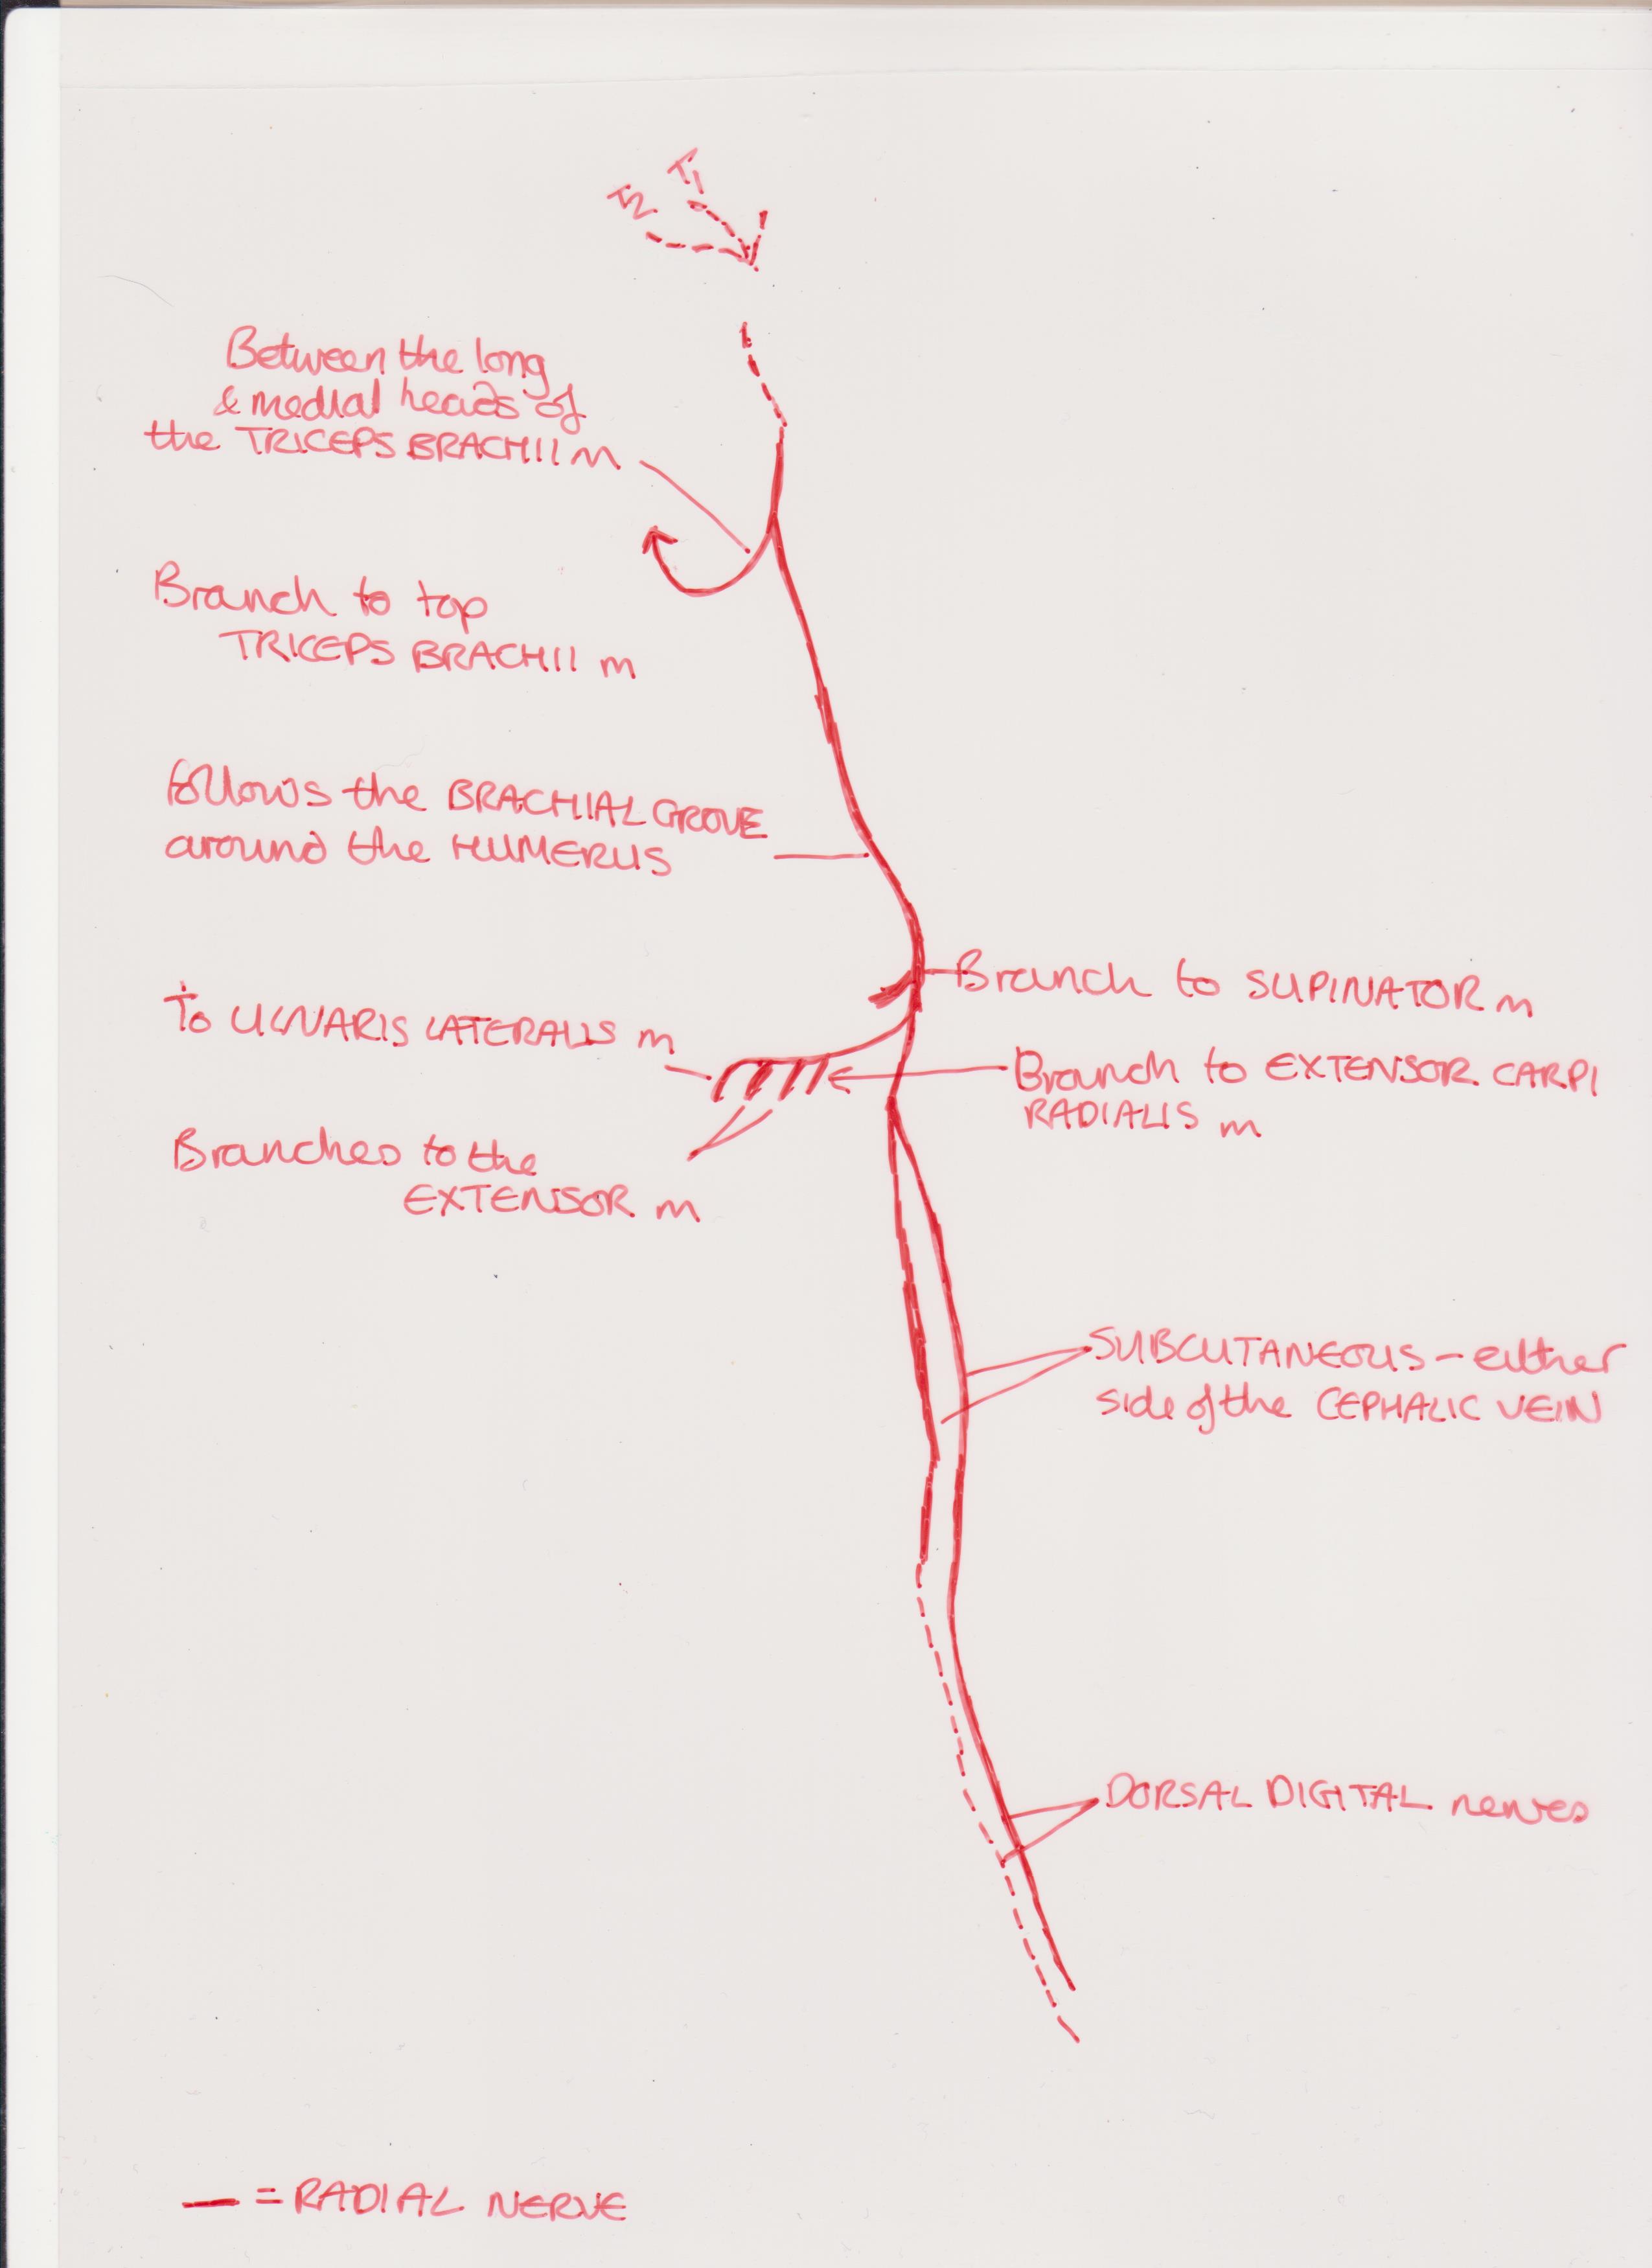 T1
T2
Between the long
& medial heads of
the TRICEPS BRACHII m
Branch to top
TRICEPS BRACHII m
follows the BRACHIAL GROVE
around the HUMERUS
Branch to SUPINATOR m
To ULNARIS LATERALIS m
Branch to EXTENSOR CARPI
RADIALIS m
Branches to the
EXTENSOR m
SUBCUTANEOUS - either
side of the CEPHALIC VEIN
DORSAL DIGITAL nerves
— = RADIAL NERVE